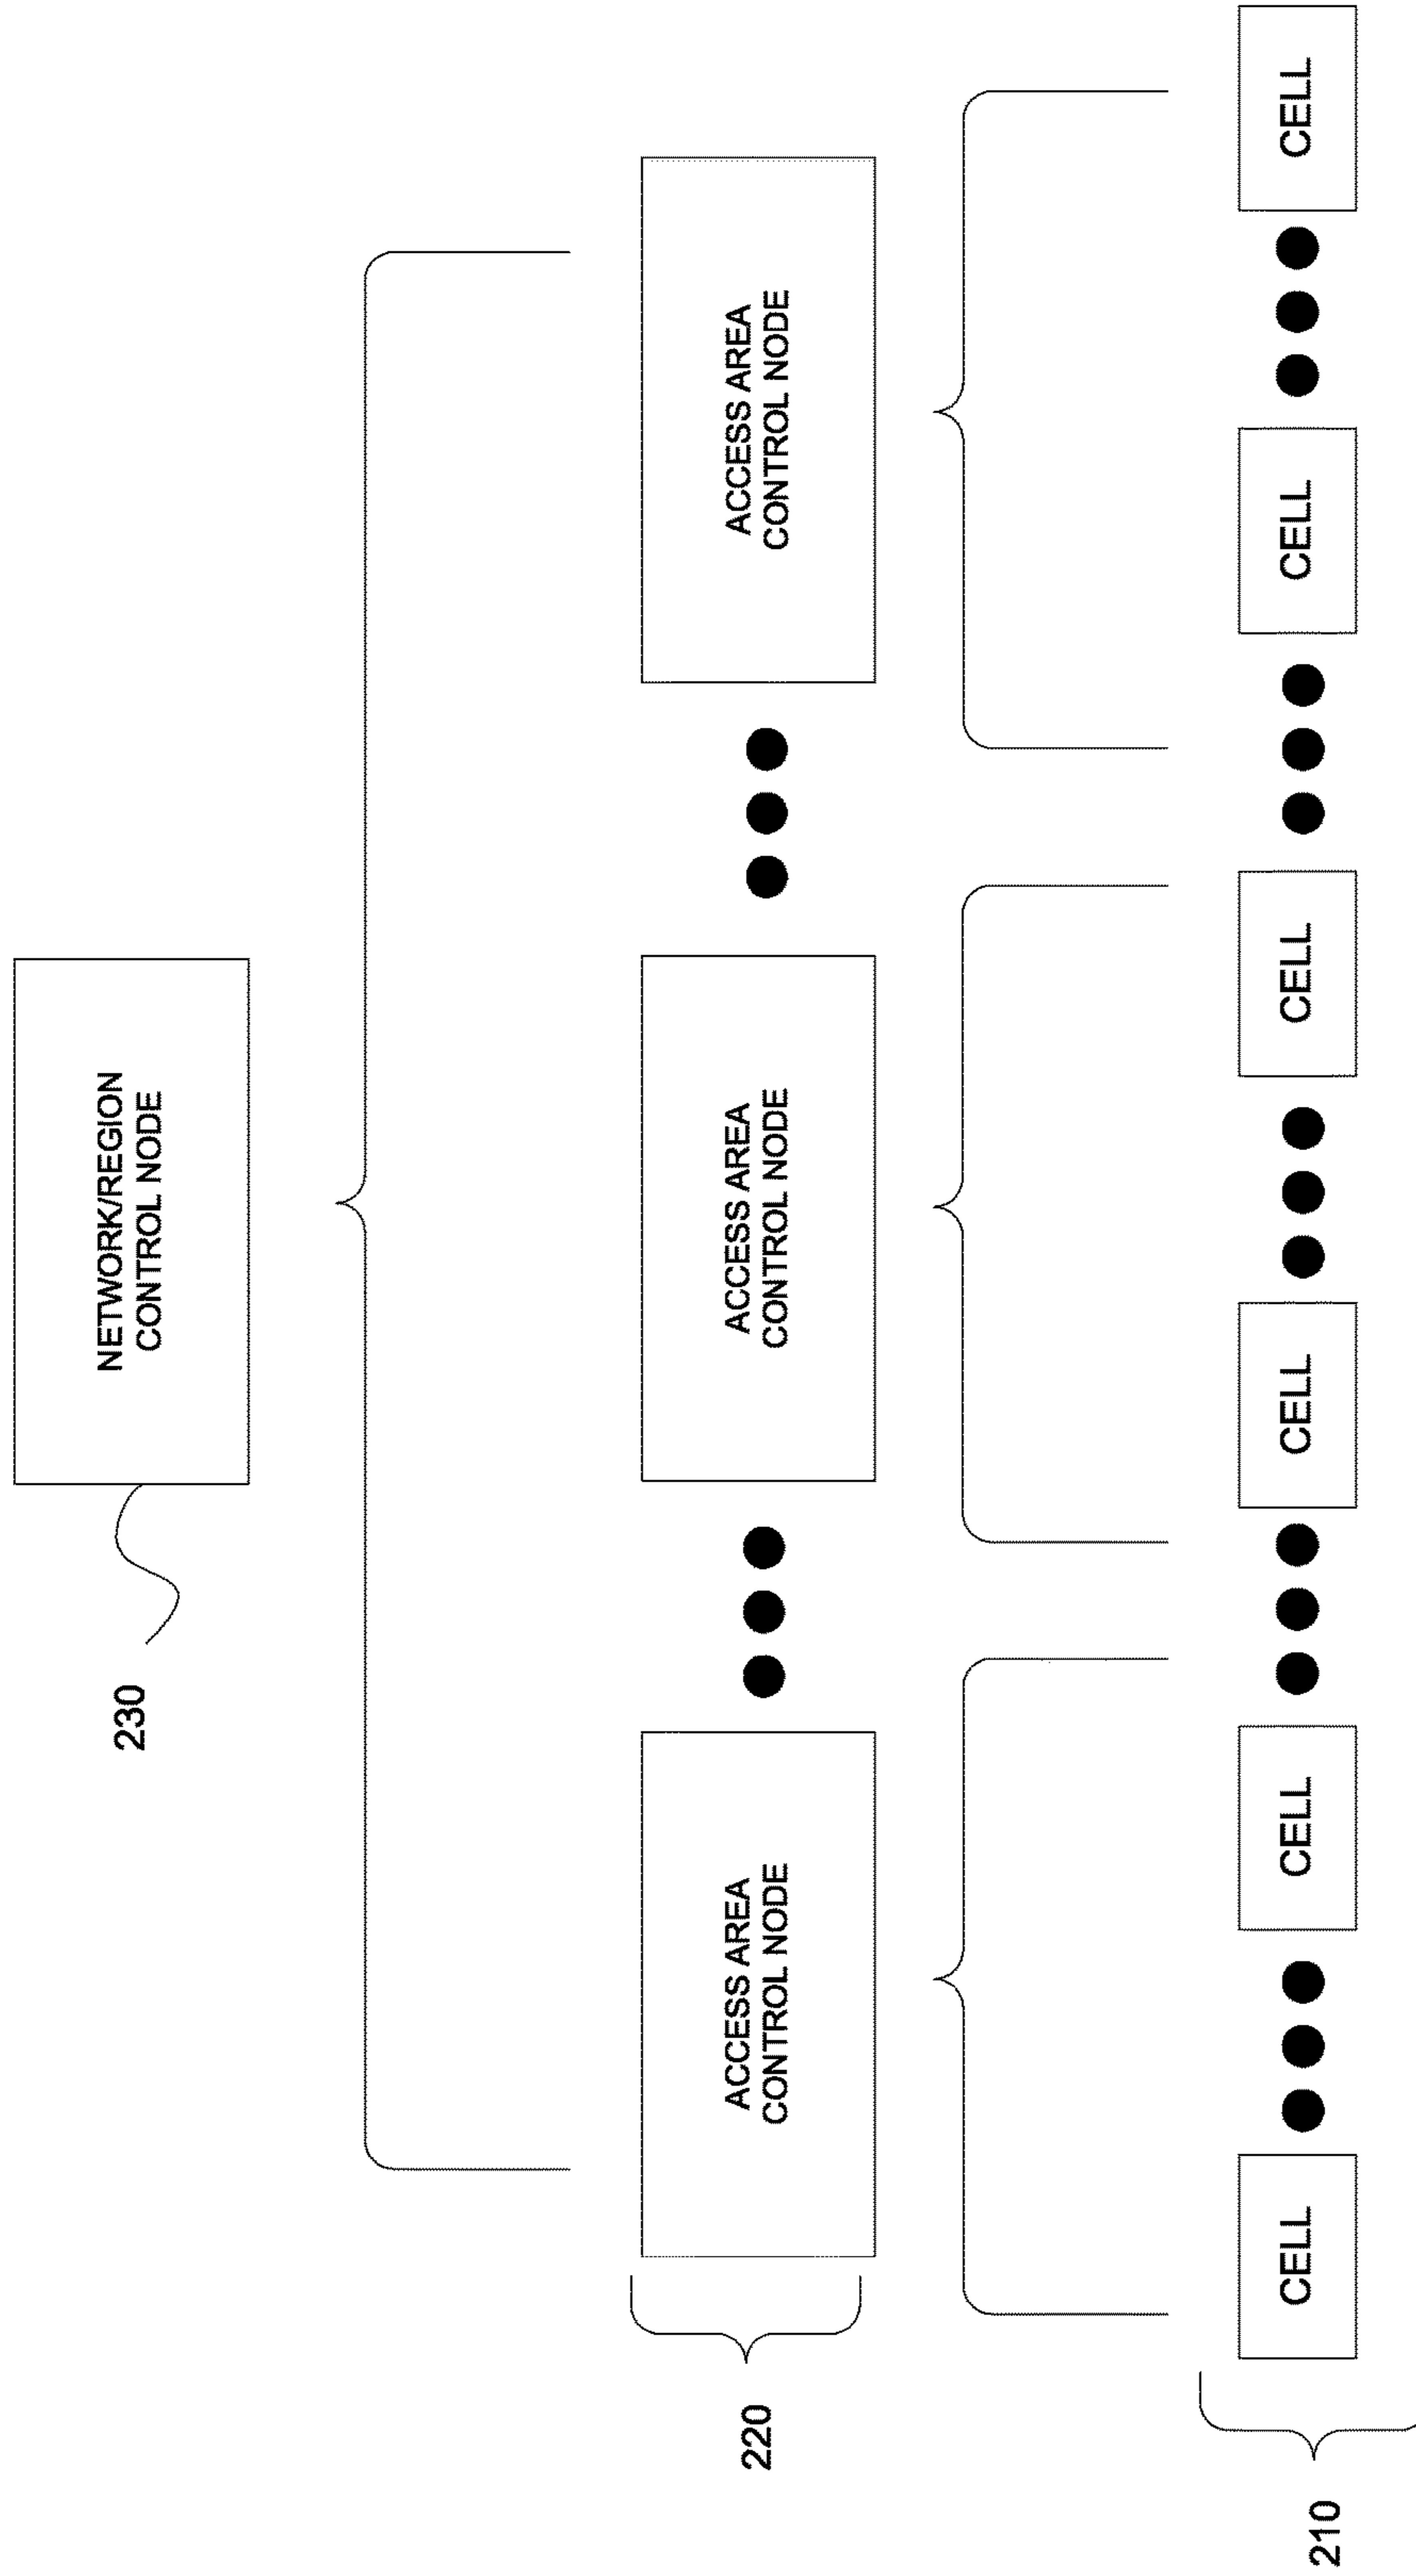 NETWORK/REGION
CONTROL NODE
230
ACCESS AREA
CONTROL NODE
ACCESS AREA
CONTROL NODE
ACCESS AREA
CONTROL NODE
220
CELL
CELL
CELL
CELL
CELL
CELL
210